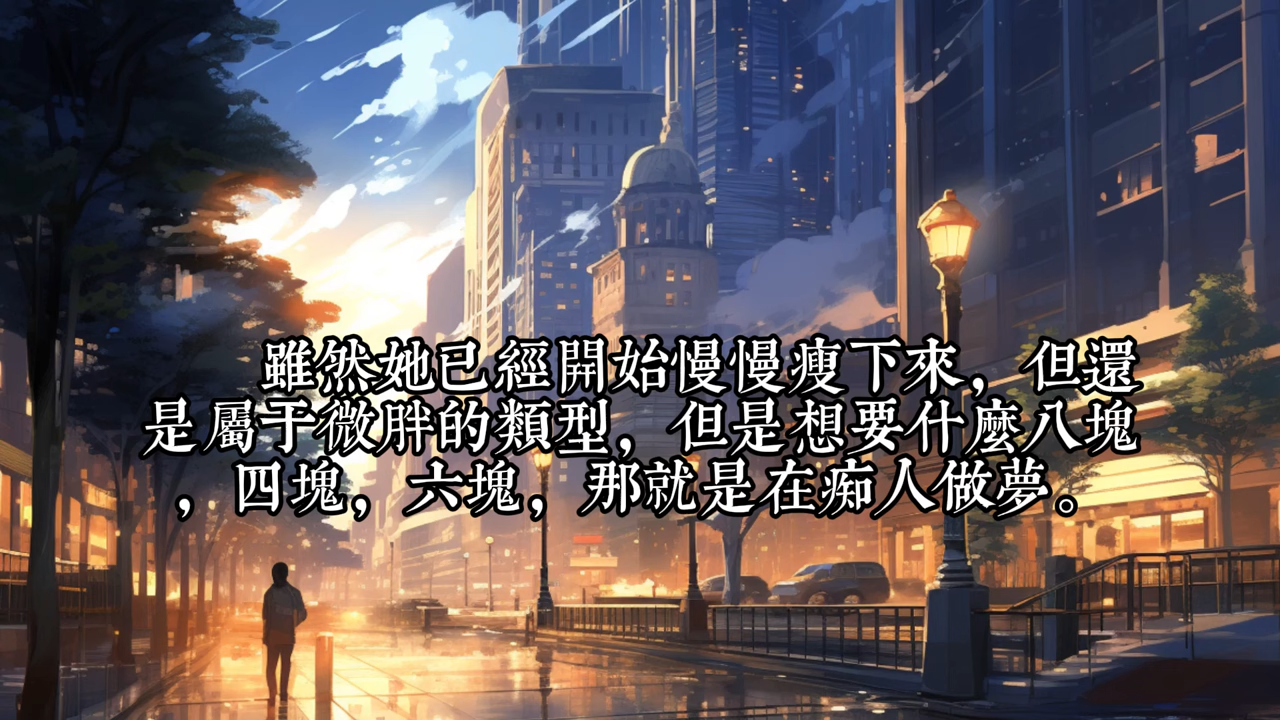 雖然她已經開始慢慢瘦下來，但還
是屬于微胖的類型，但是想要什麼八塊
，四塊，六塊，那就是在痴人做夢。